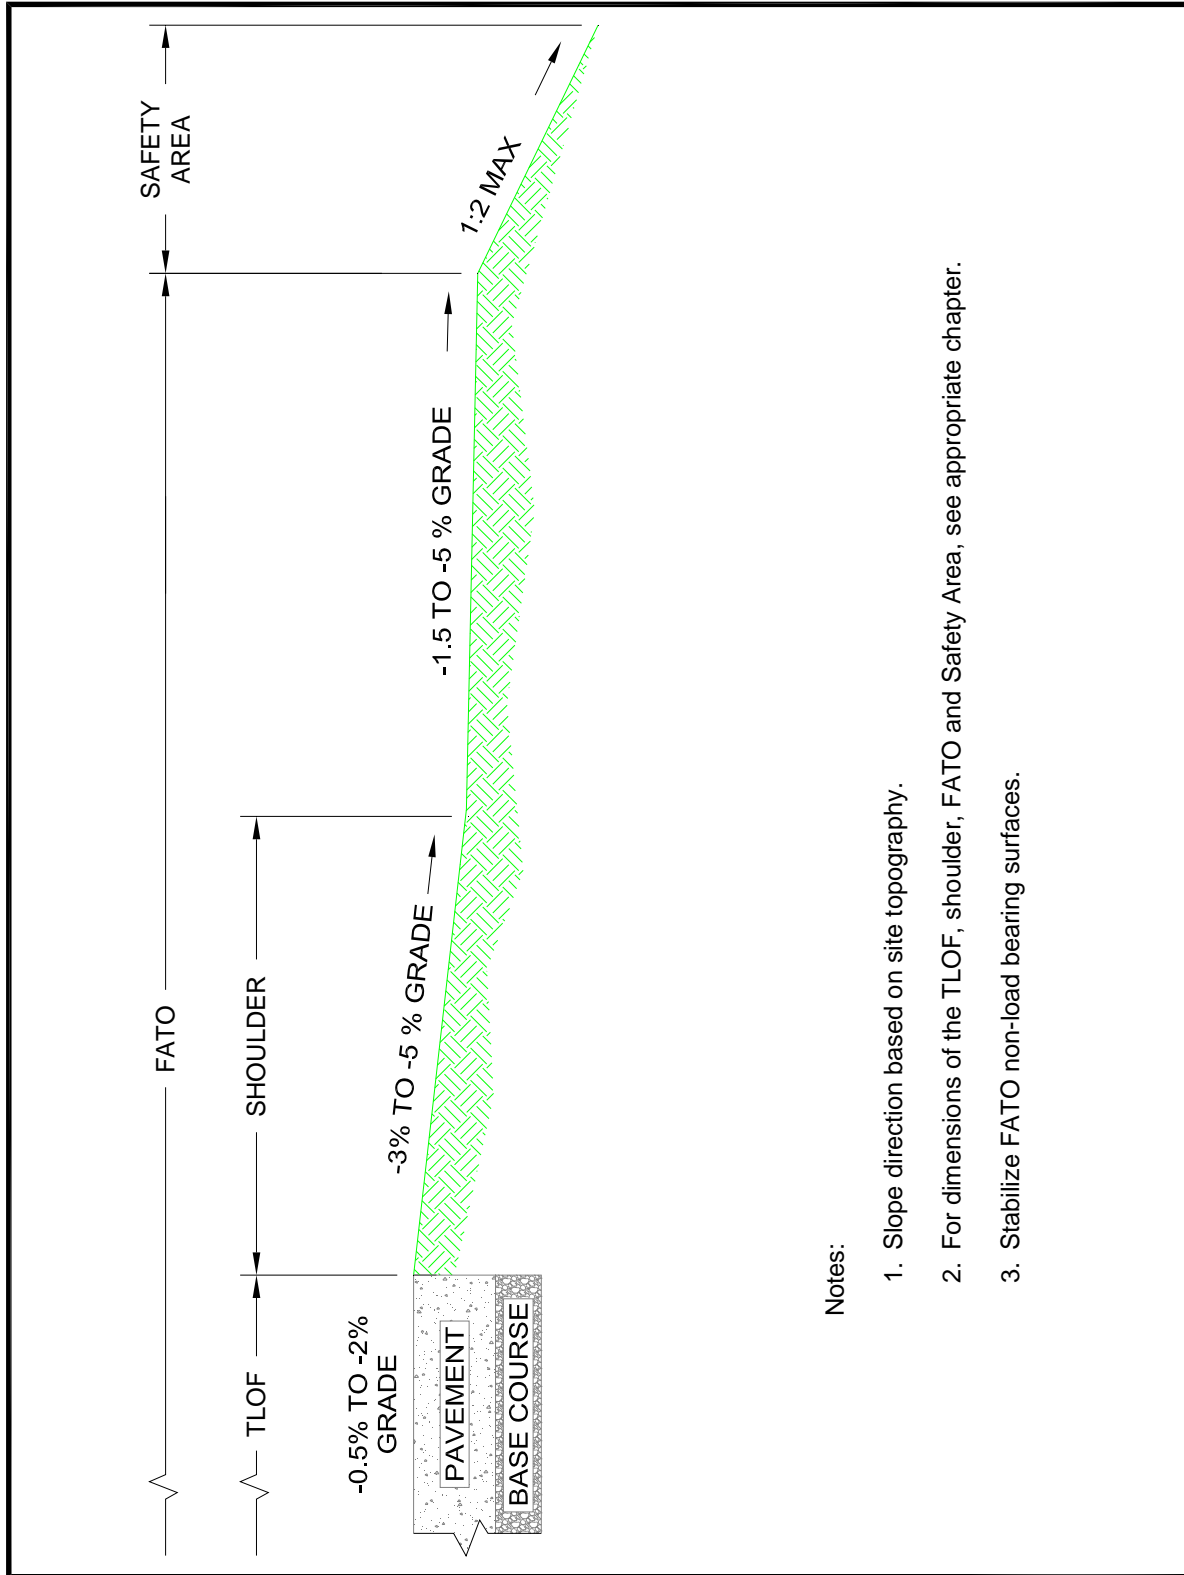 SAFETY
AREA
FATO
SHOULDER
TLOF
1:2 MAX
-1.5 TO -5 % GRADE
-3% TO -5 % GRADE
-0.5% TO -2%
GRADE
PAVEMENT
BASE COURSE
Notes:
1. Slope direction based on site topography.
2. For dimensions of the TLOF, shoulder, FATO and Safety Area, see appropriate chapter.
3. Stabilize FATO non-load bearing surfaces.